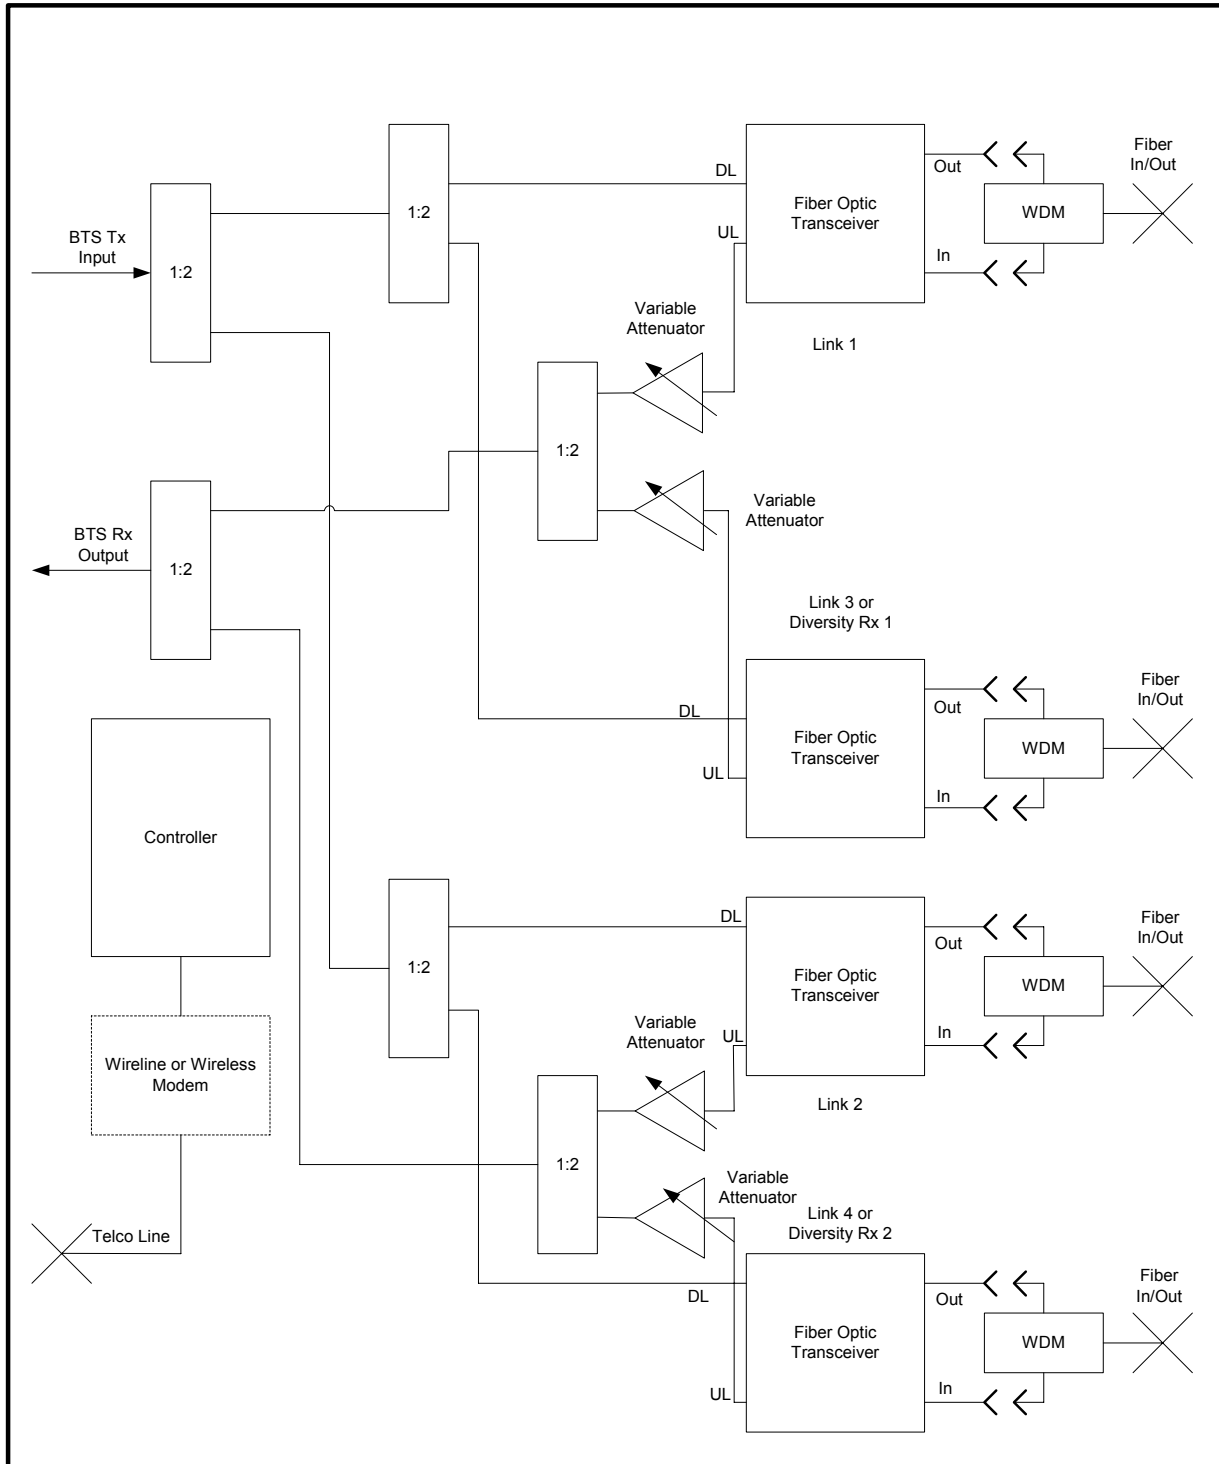 Fiber
In/Out
DL
Out
1:2
Fiber Optic
Transceiver
WDM
BTS Tx
Input
UL
1:2
In
Variable
Attenuator
Link 1
1:2
Variable
Attenuator
BTS Rx
Output
1:2
Link 3 or
Diversity Rx 1
Fiber
In/Out
DL
Out
Fiber Optic
Transceiver
WDM
UL
In
Controller
DL
Fiber
In/Out
Out
1:2
Fiber Optic
Transceiver
WDM
Variable
Attenuator
UL
In
Wireline or Wireless
Modem
Link 2
1:2
Variable
Attenuator
Link 4 or
Diversity Rx 2
Telco Line
Fiber
In/Out
DL
Out
Fiber Optic
Transceiver
WDM
UL
In